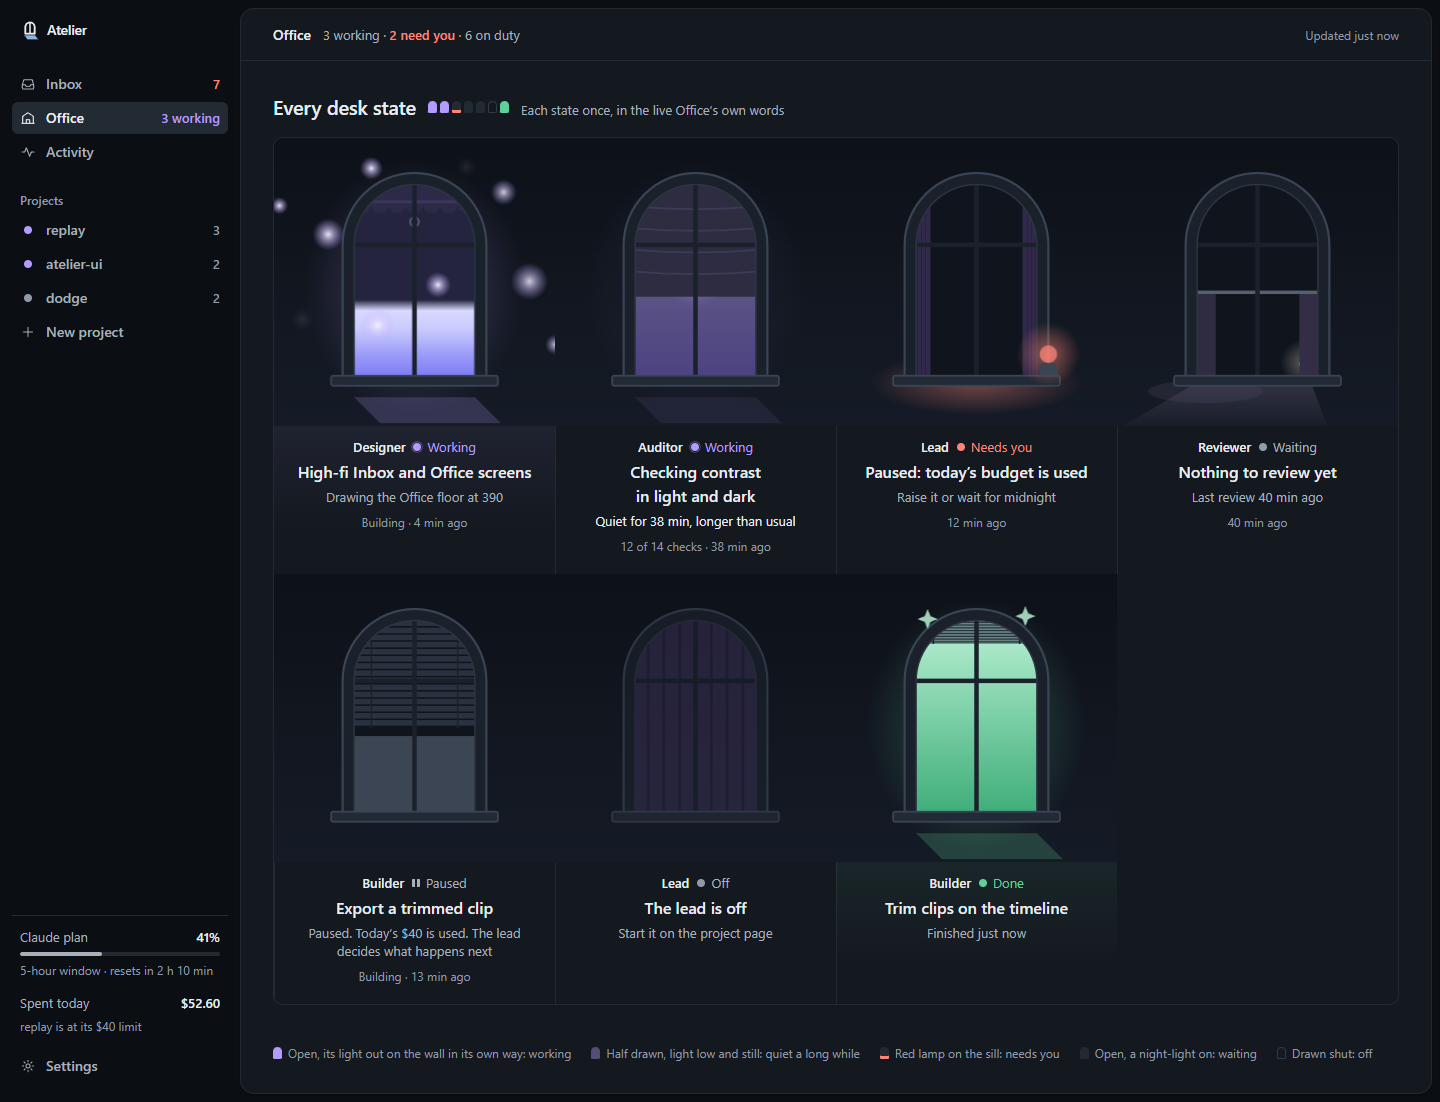 Atelier
Inbox 7
Office 3 working
Activity
Projects
replay 3
atelier-ui 2
dodge 2
New project
Claude plan 41%
5-hour window · resets in 2 h 10 min
Spent today $52.60
replay is at its $40 limit
Settings
Office 3 working · 2 need you · 6 on duty
Updated just now
Every desk state Each state once, in the live Office's own words
Designer Working
High-fi Inbox and Office screens
Drawing the Office floor at 390
Building · 4 min ago
Auditor Working
Checking contrast
in light and dark
Quiet for 38 min, longer than usual
12 of 14 checks · 38 min ago
Lead Needs you
Paused: today's budget is used
Raise it or wait for midnight
12 min ago
Reviewer Waiting
Nothing to review yet
Last review 40 min ago
40 min ago
Builder Paused
Export a trimmed clip
Paused. Today's $40 is used. The lead
decides what happens next
Building · 13 min ago
Lead Off
The lead is off
Start it on the project page
Builder Done
Trim clips on the timeline
Finished just now
Open, its light out on the wall in its own way: working
Half drawn, light low and still: quiet a long while
Red lamp on the sill: needs you
Open, a night-light on: waiting
Drawn shut: off